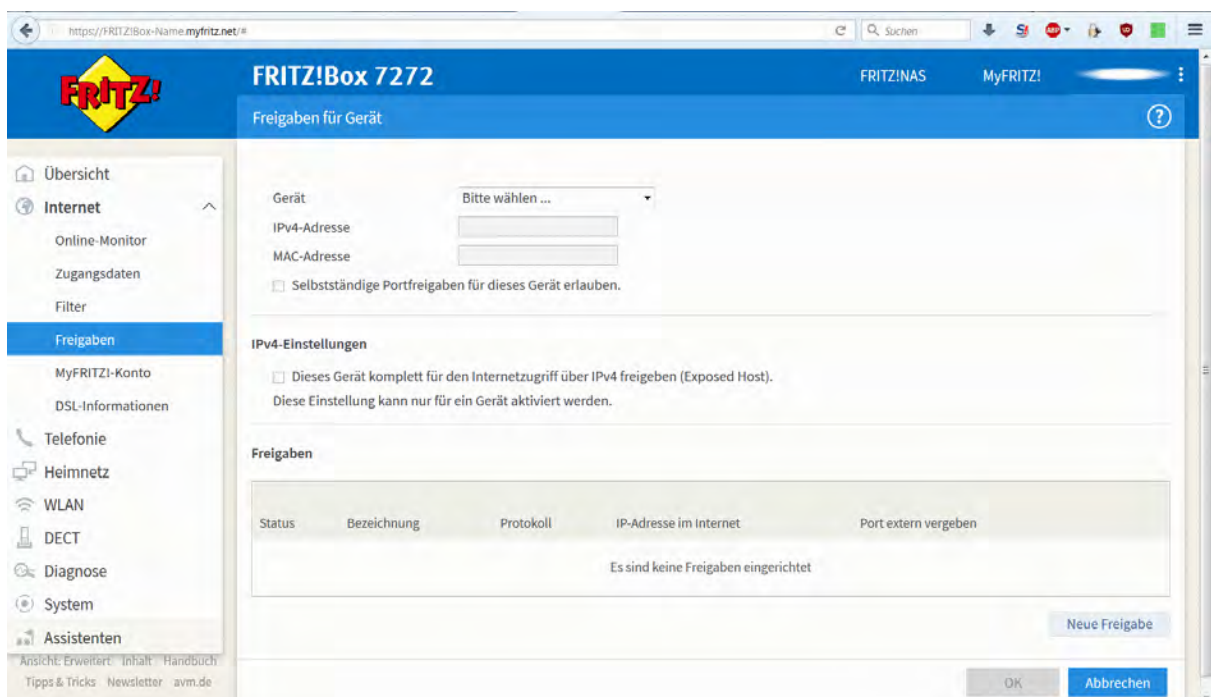 https://FRITZ!Box-Name.myfritz.net/#
Suchen
FRITZ!
FRITZ!Box 7272
FRITZ!NAS
MyFRITZ!
Freigaben für Gerät
?
Übersicht
Internet
Online-Monitor
Zugangsdaten
Filter
Freigaben
MyFRITZ!-Konto
DSL-Informationen
Telefonie
Heimnetz
WLAN
DECT
Diagnose
System
Assistenten
Ansicht: Erweitert Inhalt Handbuch
Tipps & Tricks Newsletter avm.de
Gerät Bitte wählen ...
IPv4-Adresse
MAC-Adresse
Selbstständige Portfreigaben für dieses Gerät erlauben.
IPv4-Einstellungen
Dieses Gerät komplett für den Internetzugriff über IPv4 freigeben (Exposed Host).
Diese Einstellung kann nur für ein Gerät aktiviert werden.
Freigaben
Status Bezeichnung Protokoll IP-Adresse im Internet Port extern vergeben
Es sind keine Freigaben eingerichtet
Neue Freigabe
OK Abbrechen